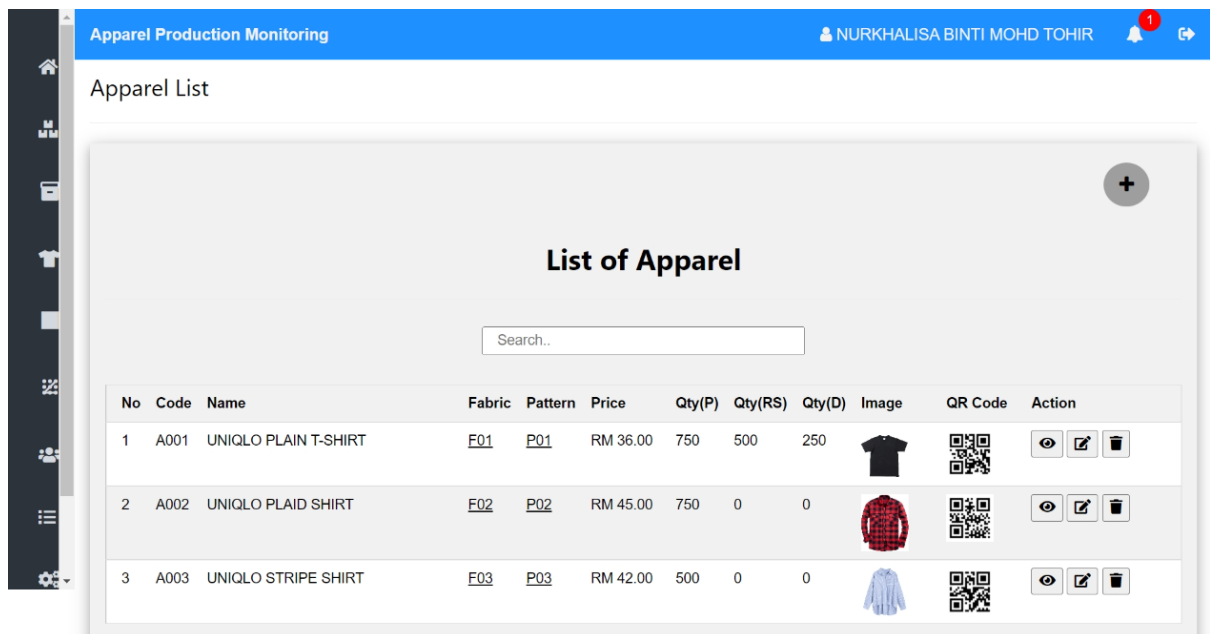 Apparel Production Monitoring NURKHALISA BINTI MOHD TOHIR 1
Apparel List
List of Apparel
Search..
No Code Name Fabric Pattern Price Qty(P) Qty(RS) Qty(D) Image QR Code Action
1 A001 UNIQLO PLAIN T-SHIRT F01 P01 RM 36.00 750 500 250
2 A002 UNIQLO PLAID SHIRT F02 P02 RM 45.00 750 0 0
3 A003 UNIQLO STRIPE SHIRT F03 P03 RM 42.00 500 0 0